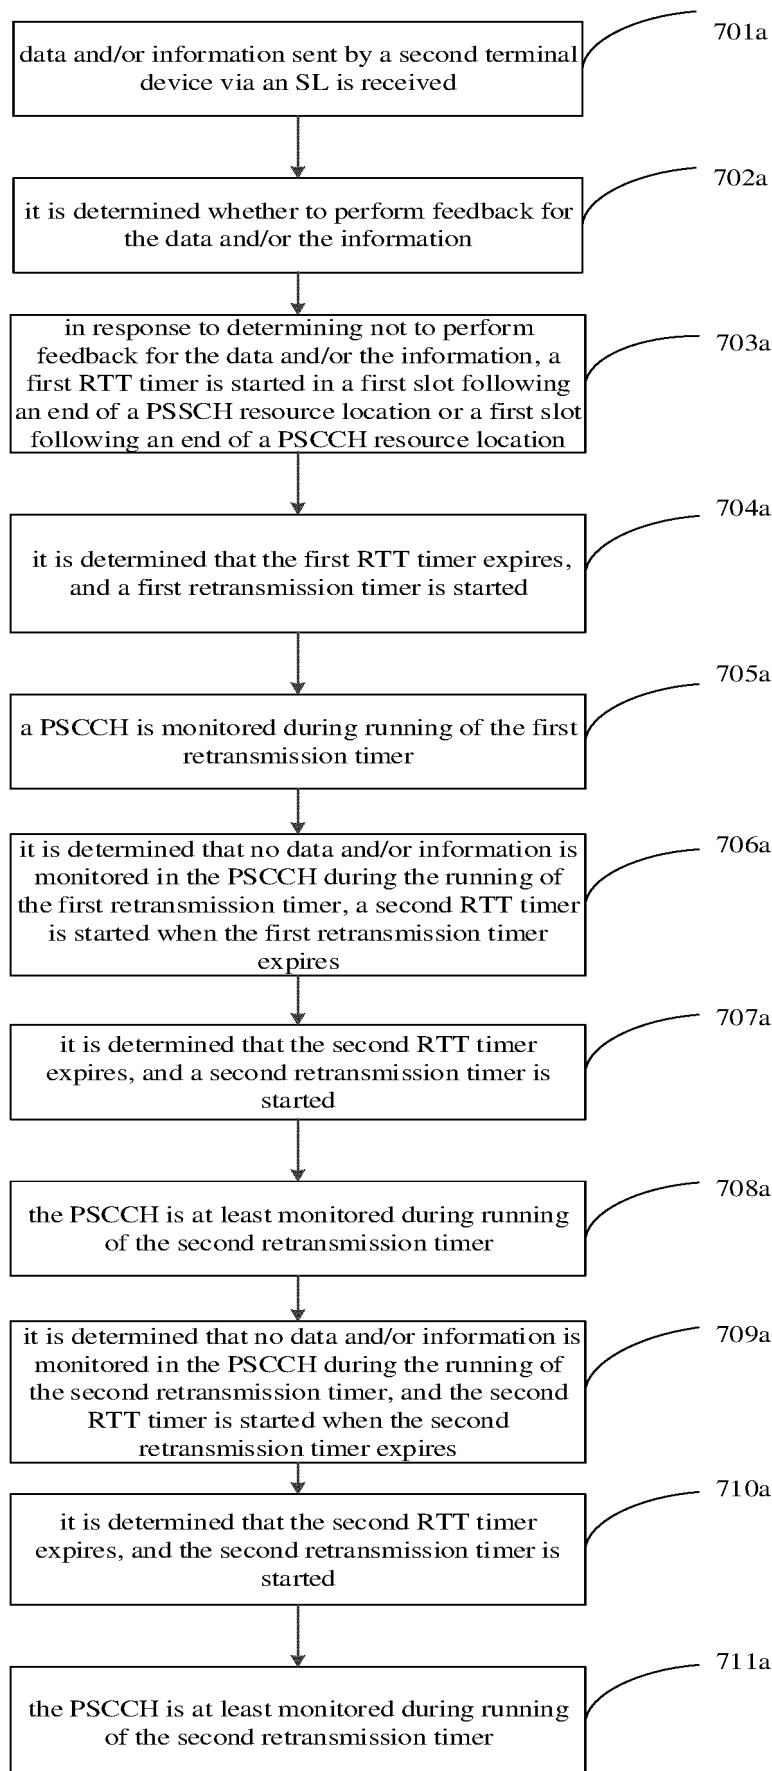 701a
data and/or information sent by a second terminal
device via an SL is received
702a
it is determined whether to perform feedback for
the data and/or the information
703a
in response to determining not to perform
feedback for the data and/or the information, a
first RTT timer is started in a first slot following
an end of a PSSCH resource location or a first slot
following an end of a PSCCH resource location
704a
it is determined that the first RTT timer expires,
and a first retransmission timer is started
705a
a PSCCH is monitored during running of the first
retransmission timer
706a
it is determined that no data and/or information is
monitored in the PSCCH during the running of
the first retransmission timer, a second RTT timer
is started when the first retransmission timer
expires
707a
it is determined that the second RTT timer
expires, and a second retransmission timer is
started
708a
the PSCCH is at least monitored during running
of the second retransmission timer
709a
it is determined that no data and/or information is
monitored in the PSCCH during the running of
the second retransmission timer, and the second
RTT timer is started when the second
retransmission timer expires
710a
it is determined that the second RTT timer
expires, and the second retransmission timer is
started
711a
the PSCCH is at least monitored during running
of the second retransmission timer